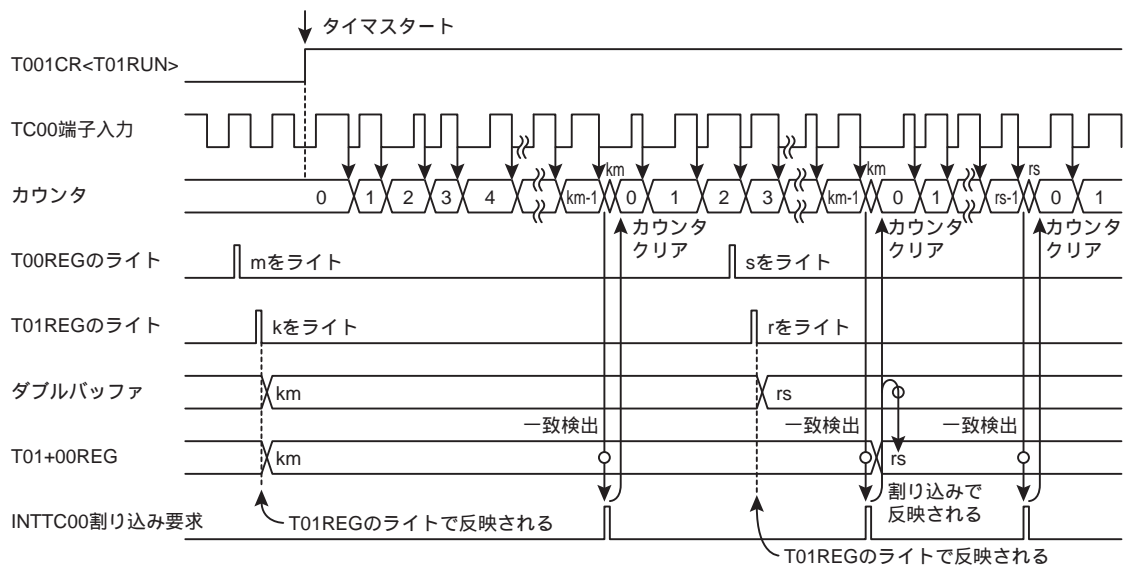 タイマスタート
T001CR<T01RUN>
TC00端子入力
カウンタ
0 1 2 3 4 km-1 km 0 1 2 3 km-1 km 0 1 rs-1 rs 0 1
カウンタ
クリア
カウンタ
クリア
カウンタ
クリア
T00REGのライト
mをライト
sをライト
T01REGのライト
kをライト
rをライト
ダブルバッファ
km
rs
一致検出
一致検出
一致検出
T01+00REG
km
rs
割り込みで
反映される
INTTC00割り込み要求
T01REGのライトで反映される
T01REGのライトで反映される